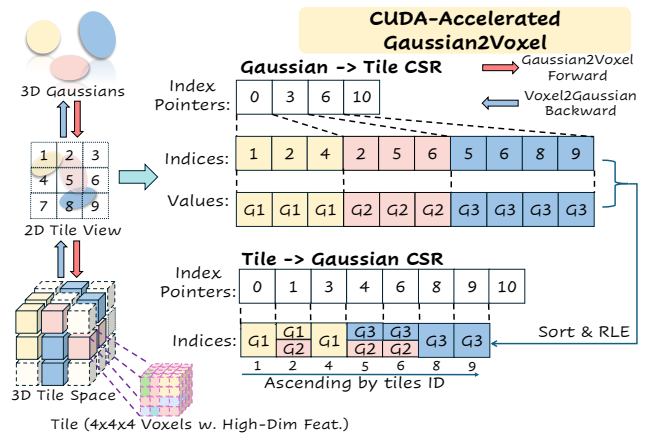 CUDA-Accelerated
Gaussian2Voxel
3D Gaussians
Gaussian -> Tile CSR
Gaussian2Voxel
Forward
Voxel2Gaussian
Backward
Index
Pointers:
0 3 6 10
Indices:
1 2 4 2 5 6 5 6 8 9
Values:
G1 G1 G1 G2 G2 G2 G3 G3 G3 G3
1 2 3
4 5 6
7 8 9
2D Tile View
Tile -> Gaussian CSR
Index
Pointers:
0 1 3 4 6 8 9 10
Indices:
G1 G1 G1 G3 G3 G3 G3
G2 G2 G2
1 2 4 5 6 8 9
Ascending by tiles ID
Sort & RLE
3D Tile Space
Tile (4x4x4 Voxels w. High-Dim Feat.)